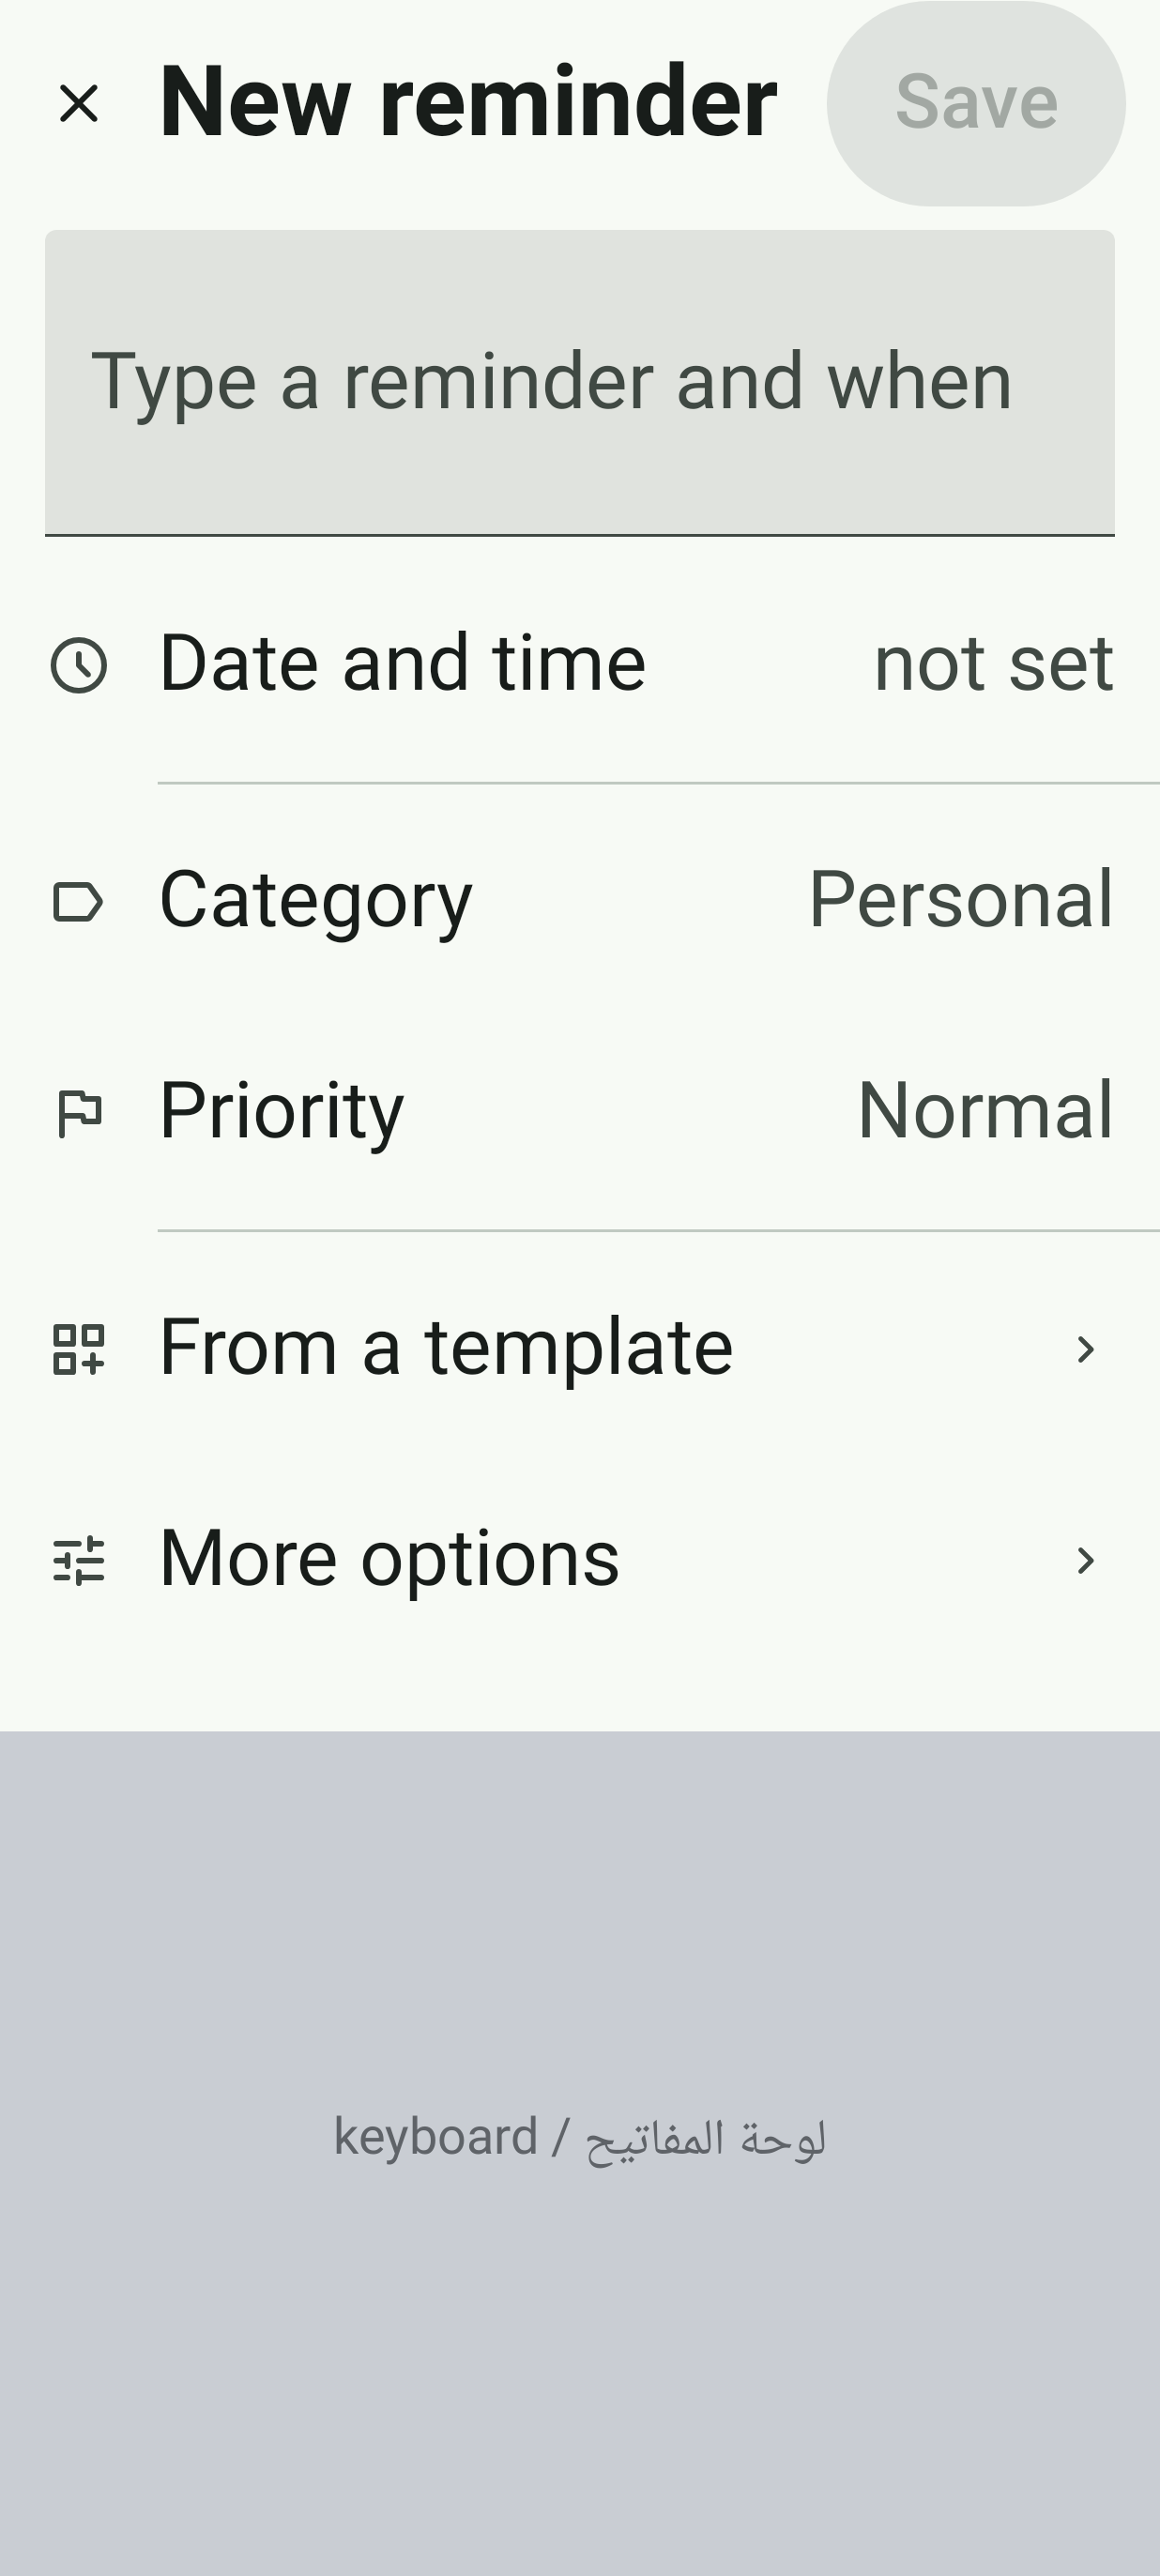 New reminder
Save
Type a reminder and when
Date and time
not set
Category
Personal
Priority
Normal
From a template
More options
keyboard / لوحة المفاتيح